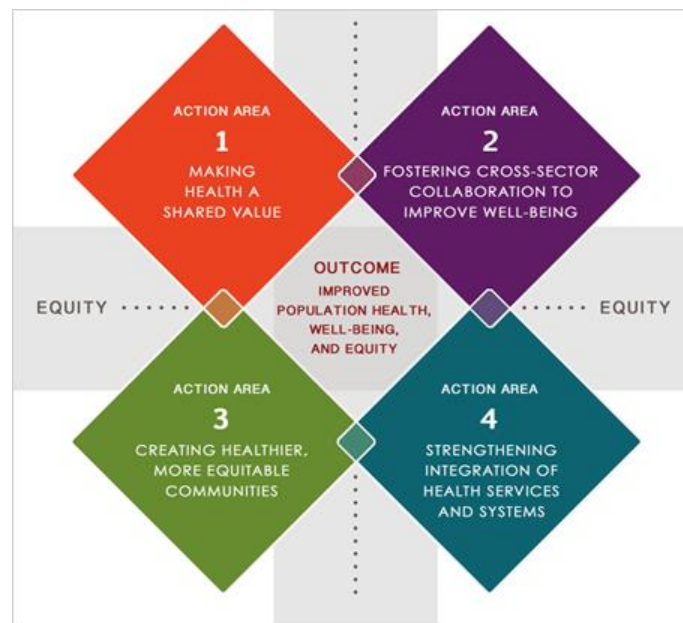 ACTION AREA
1
MAKING
HEALTH A
SHARED VALUE
ACTION AREA
2
FOSTERING CROSS-SECTOR
COLLABORATION TO
IMPROVE WELL-BEING
OUTCOME
IMPROVED
POPULATION HEALTH,
WELL-BEING,
AND EQUITY
EQUITY
EQUITY
ACTION AREA
3
CREATING HEALTHIER,
MORE EQUITABLE
COMMUNITIES
ACTION AREA
4
STRENGTHENING
INTEGRATION OF
HEALTH SERVICES
AND SYSTEMS